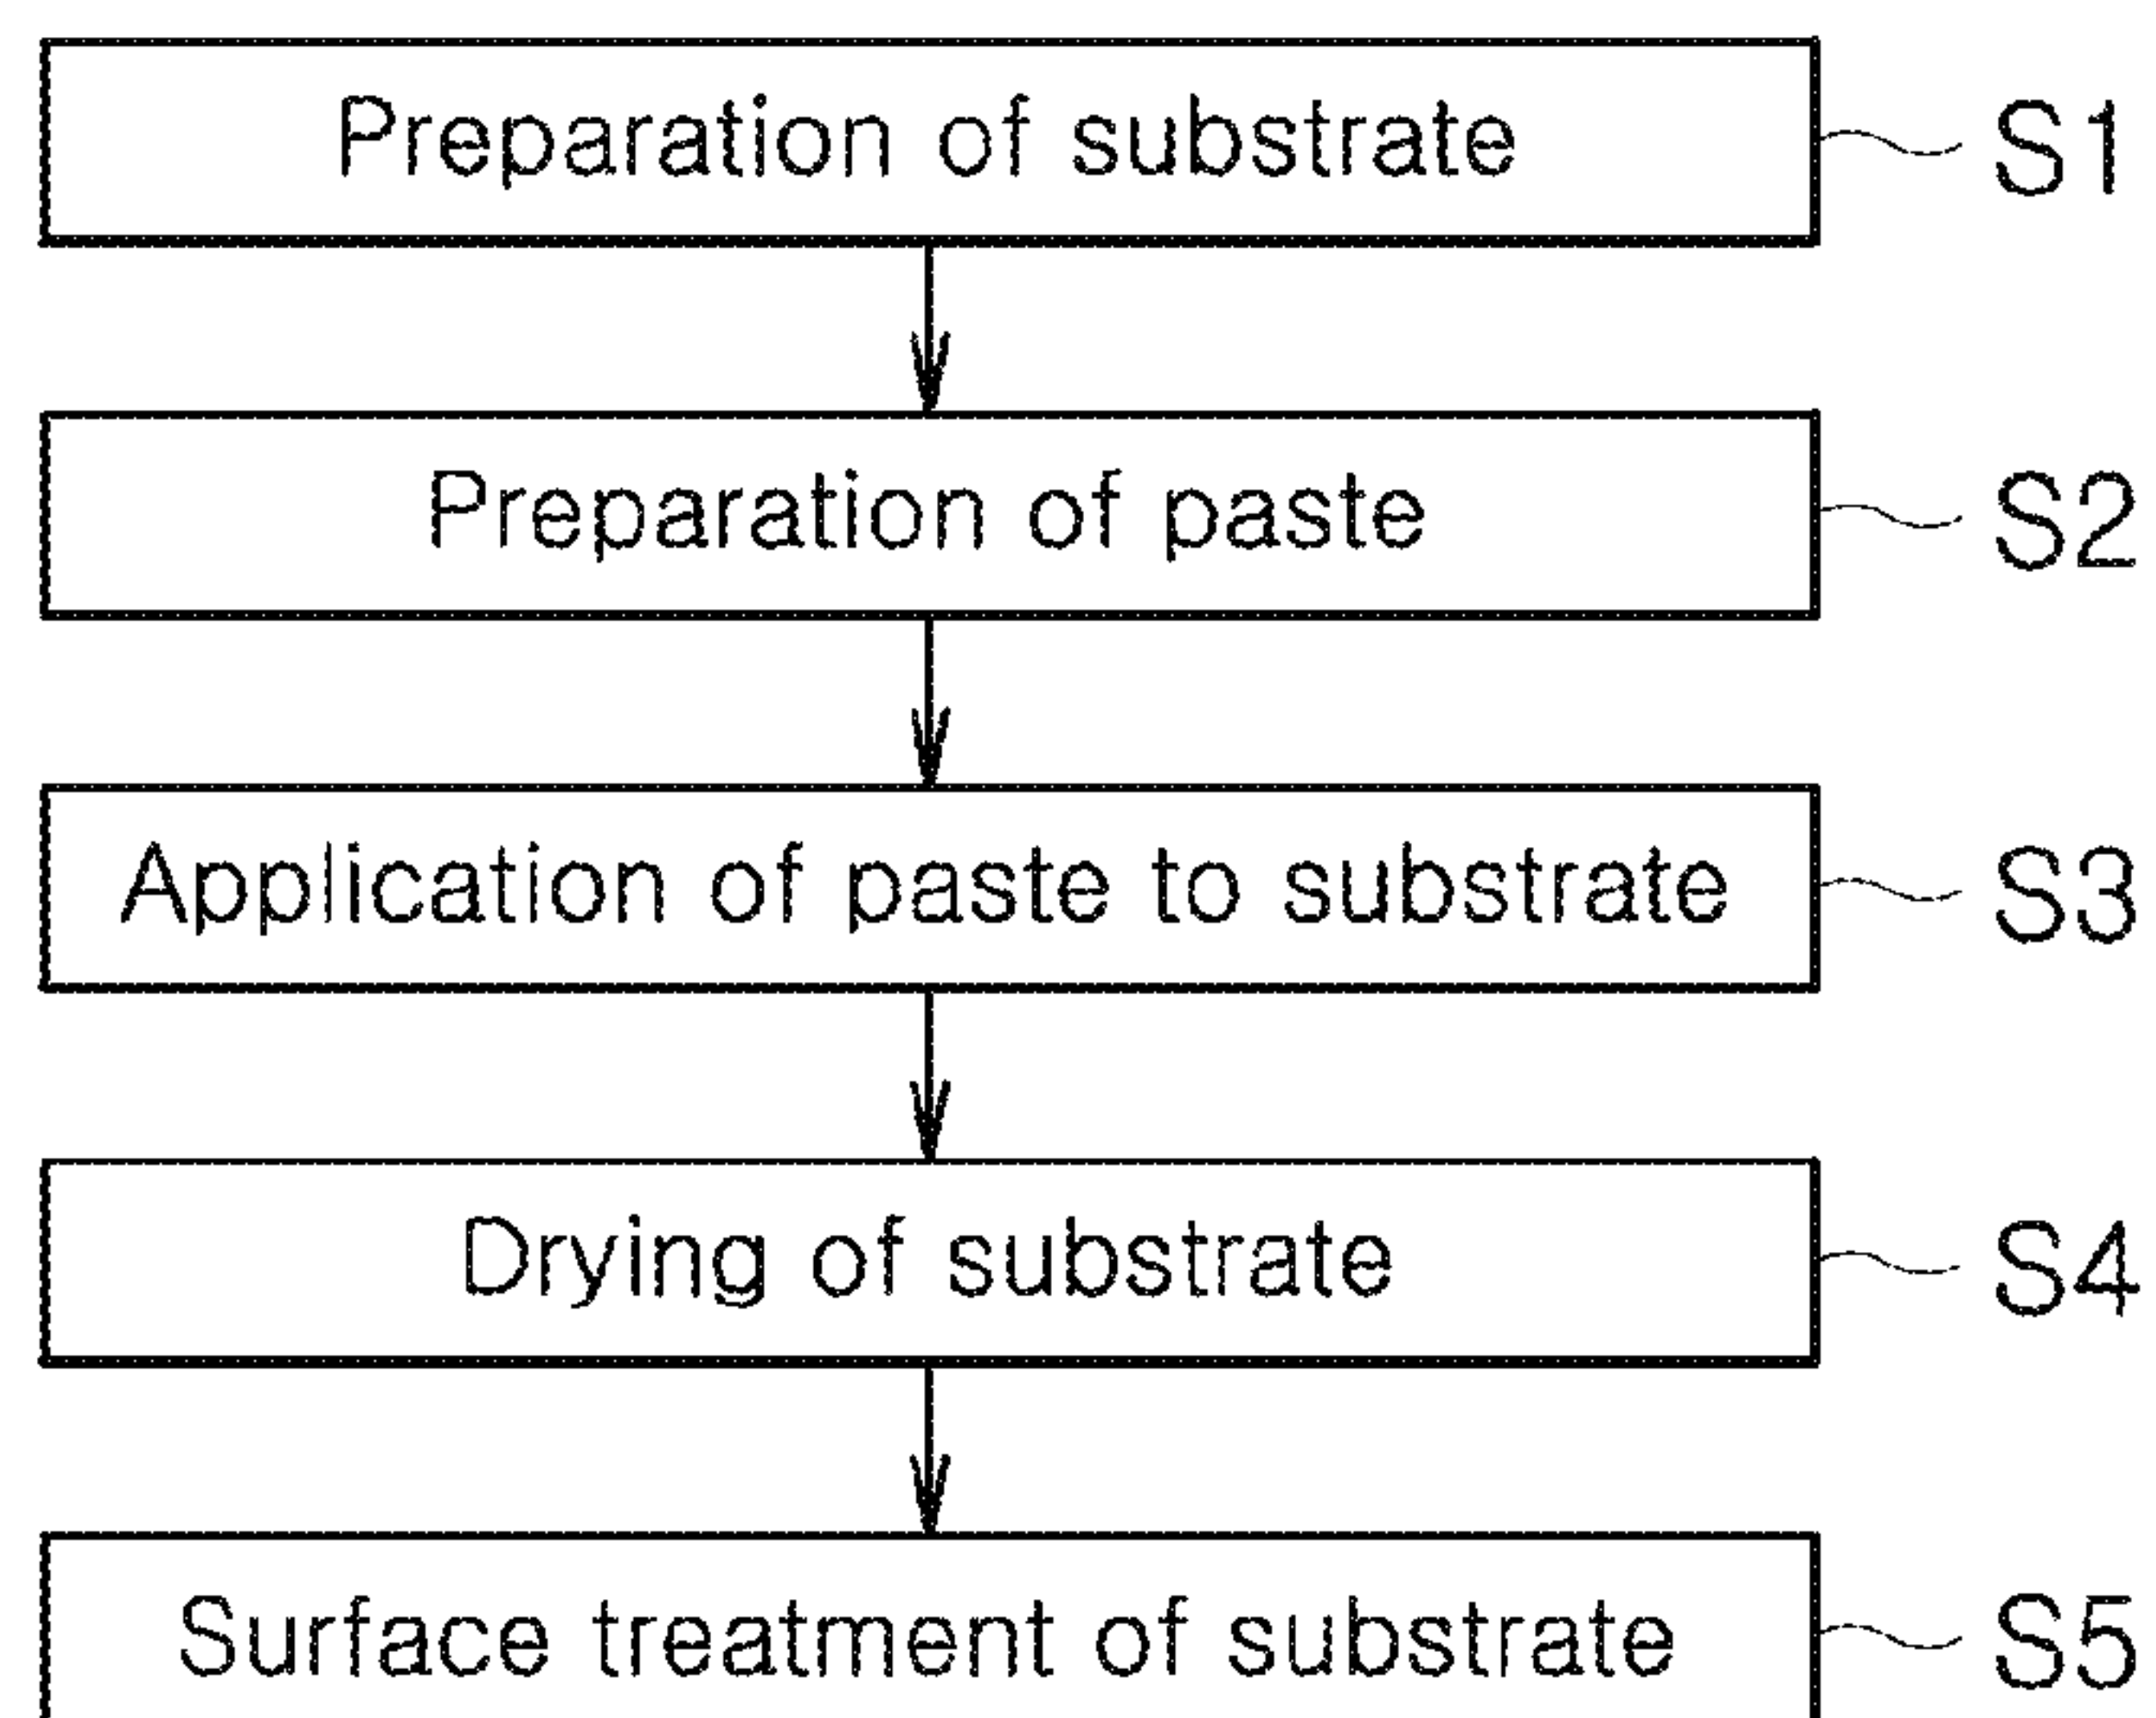 Preparation of substrate S1
Preparation of paste S2
Application of paste to substrate S3
Drying of substrate S4
Surface treatment of substrate S5